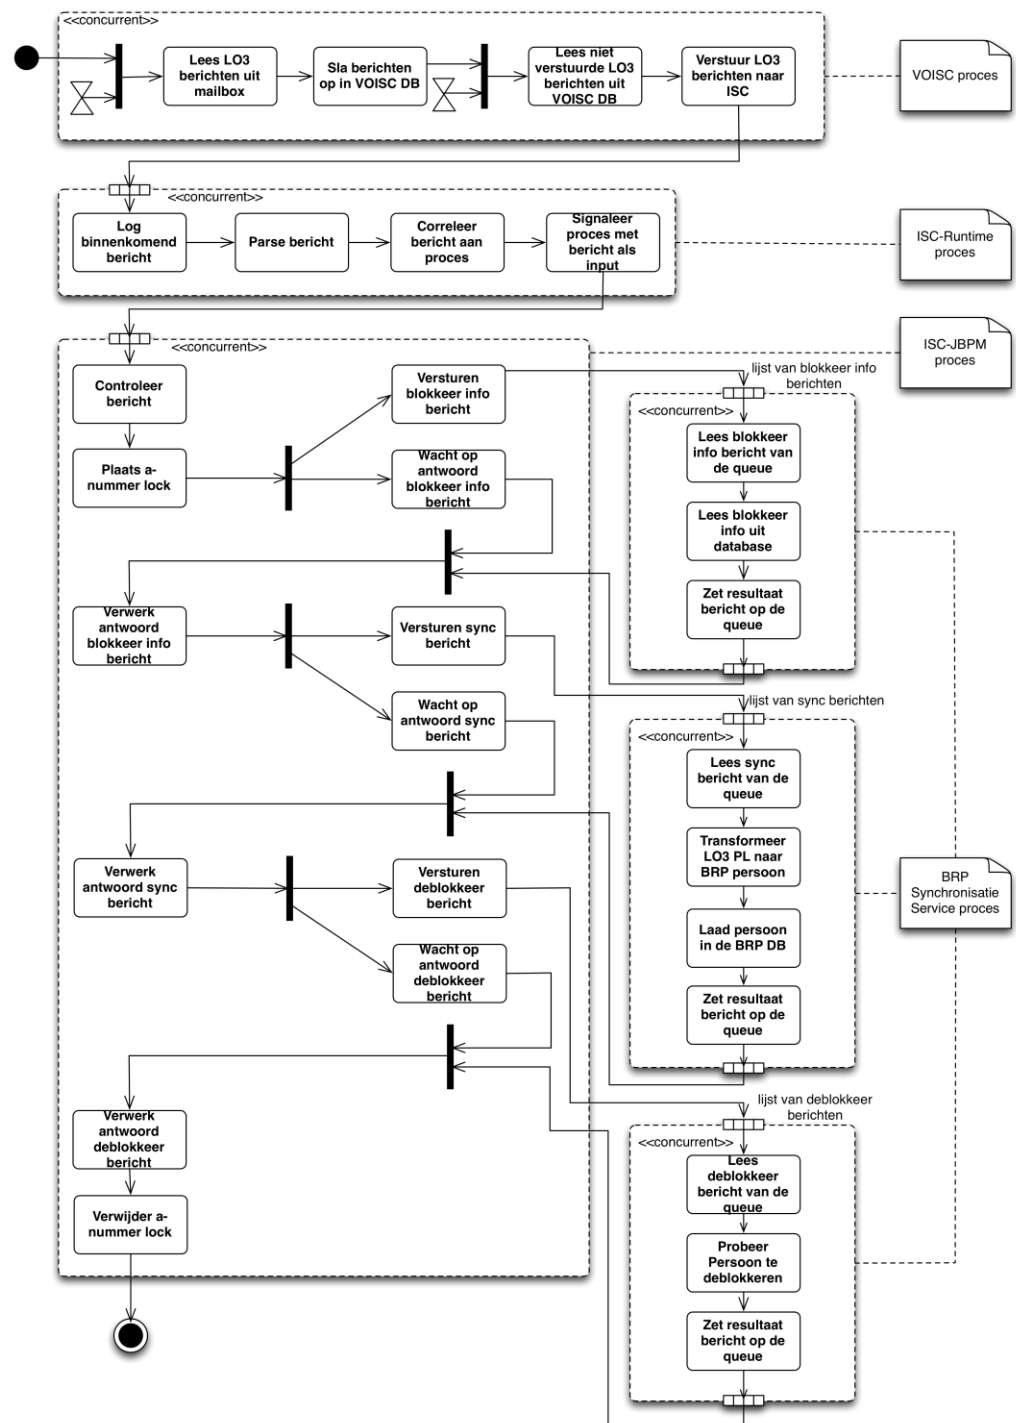 <<concurrent>>
Lees LO3
berichten uit
mailbox
Sla berichten
op in VOISC DB
Lees niet
verstuurde LO3
berichten uit
VOISC DB
Verstuur LO3
berichten naar
ISC
VOISC proces
<<concurrent>>
Log
binnenkomend
bericht
Parse bericht
Correleer
bericht aan
proces
Signaleer
proces met
bericht als
input
ISC-Runtime
proces
<<concurrent>>
ISC-JBPM
proces
Controleer
bericht
Versturen
blokkeer info
bericht
lijst van blokkeer info
berichten
<<concurrent>>
Plaats a-
nummer lock
Wacht op
antwoord
blokkeer info
bericht
Lees blokkeer
info bericht van
de queue
Lees blokkeer
info uit
database
Zet resultaat
bericht op de
queue
Verwerk
antwoord
blokkeer info
bericht
Versturen sync
bericht
Wacht op
antwoord sync
bericht
lijst van sync berichten
<<concurrent>>
Lees sync
bericht van de
queue
Transformeer
LO3 PL naar
BRP persoon
Laad persoon
in de BRP DB
Zet resultaat
bericht op de
queue
BRP
Synchronisatie
Service proces
Verwerk
antwoord sync
bericht
Versturen
deblokkeer
bericht
Wacht op
antwoord
deblokkeer
bericht
lijst van deblokkeer
berichten
<<concurrent>>
Lees
deblokkeer
bericht van de
queue
Probeer
Persoon te
deblokkeren
Zet resultaat
bericht op de
queue
Verwerk
antwoord
deblokkeer
bericht
Verwijder a-
nummer lock